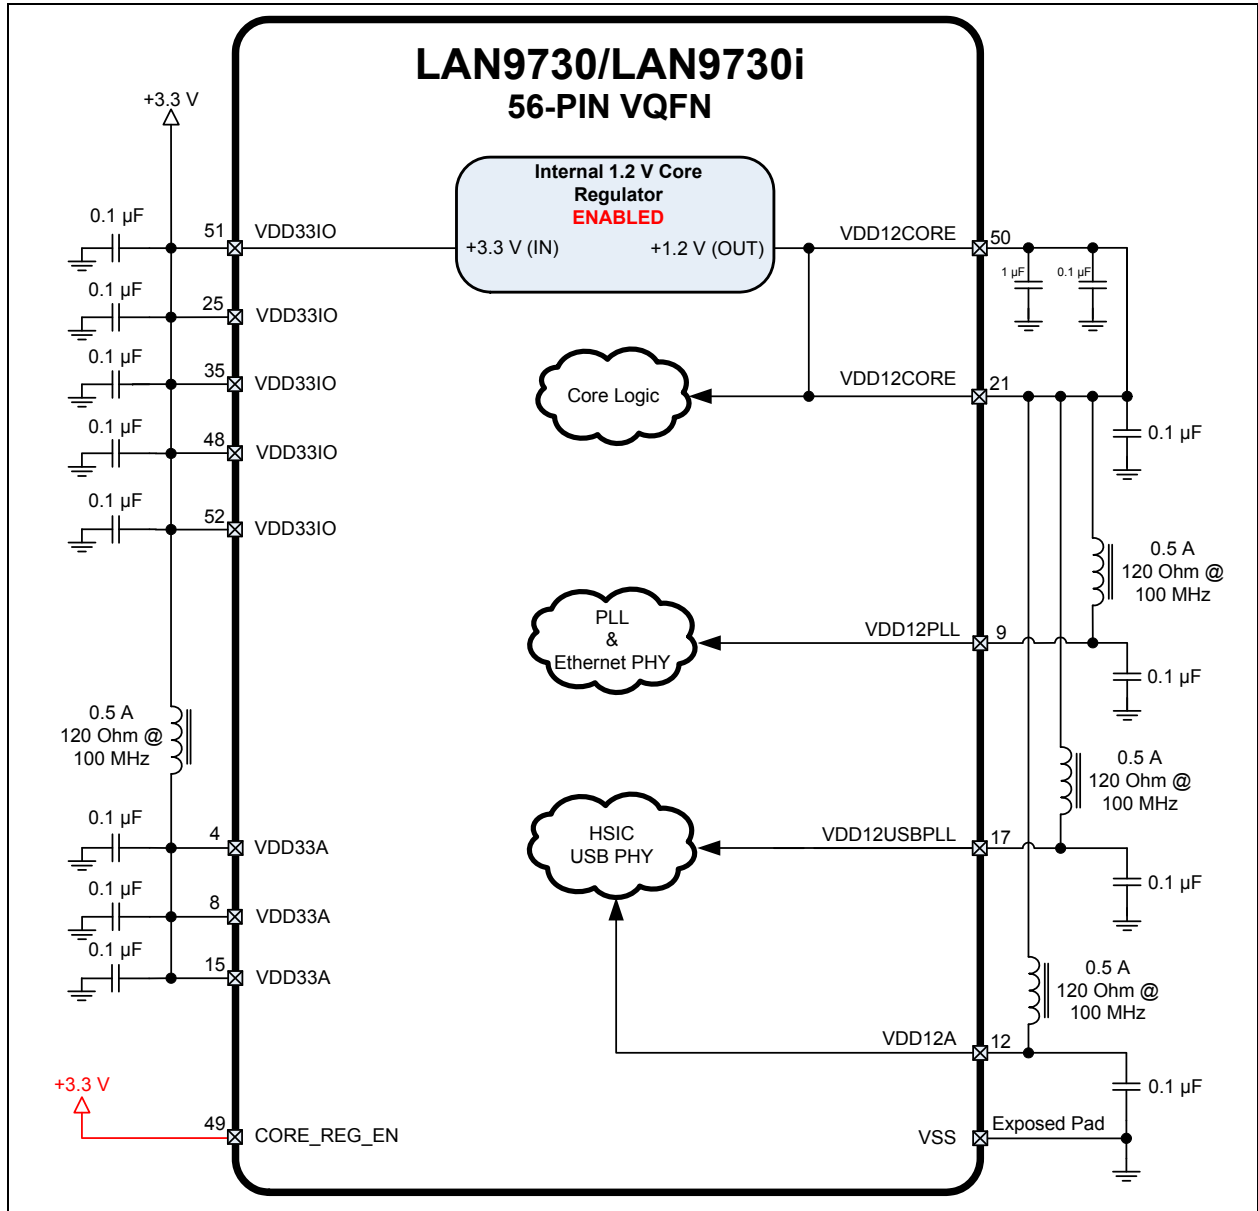 LAN9730/LAN9730i
56-PIN VQFN
+3.3 V
Internal 1.2 V Core
Regulator
ENABLED
+3.3 V (IN)
+1.2 V (OUT)
0.1 µF
51
VDD33IO
VDD12CORE
50
1 µF
0.1 µF
0.1 µF
25
VDD33IO
0.1 µF
35
VDD33IO
Core Logic
VDD12CORE
21
0.1 µF
0.1 µF
48
VDD33IO
0.1 µF
52
VDD33IO
0.5 A
120 Ohm @
100 MHz
PLL
&
Ethernet PHY
VDD12PLL
9
0.1 µF
0.5 A
120 Ohm @
100 MHz
0.5 A
120 Ohm @
100 MHz
0.1 µF
4
VDD33A
HSIC
USB PHY
VDD12USBPLL
17
0.1 µF
0.1 µF
8
VDD33A
0.1 µF
15
VDD33A
0.5 A
120 Ohm @
100 MHz
VDD12A
12
0.1 µF
+3.3 V
49
CORE_REG_EN
VSS
Exposed Pad